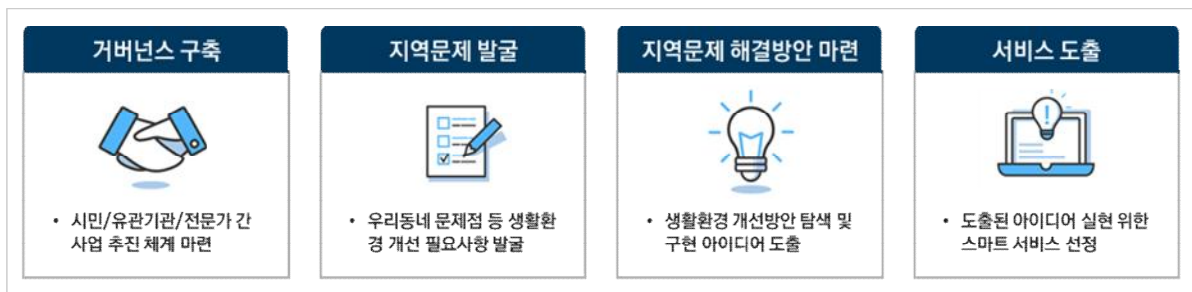 거버넌스 구축
• 시민/유관기관/전문가 간
사업 추진 체계 마련
지역문제 발굴
• 우리동네 문제점 등 생활환
경 개선 필요사항 발굴
지역문제 해결방안 마련
• 생활환경 개선방안 탐색 및
구현 아이디어 도출
서비스 도출
• 도출된 아이디어 실현 위한
스마트 서비스 선정